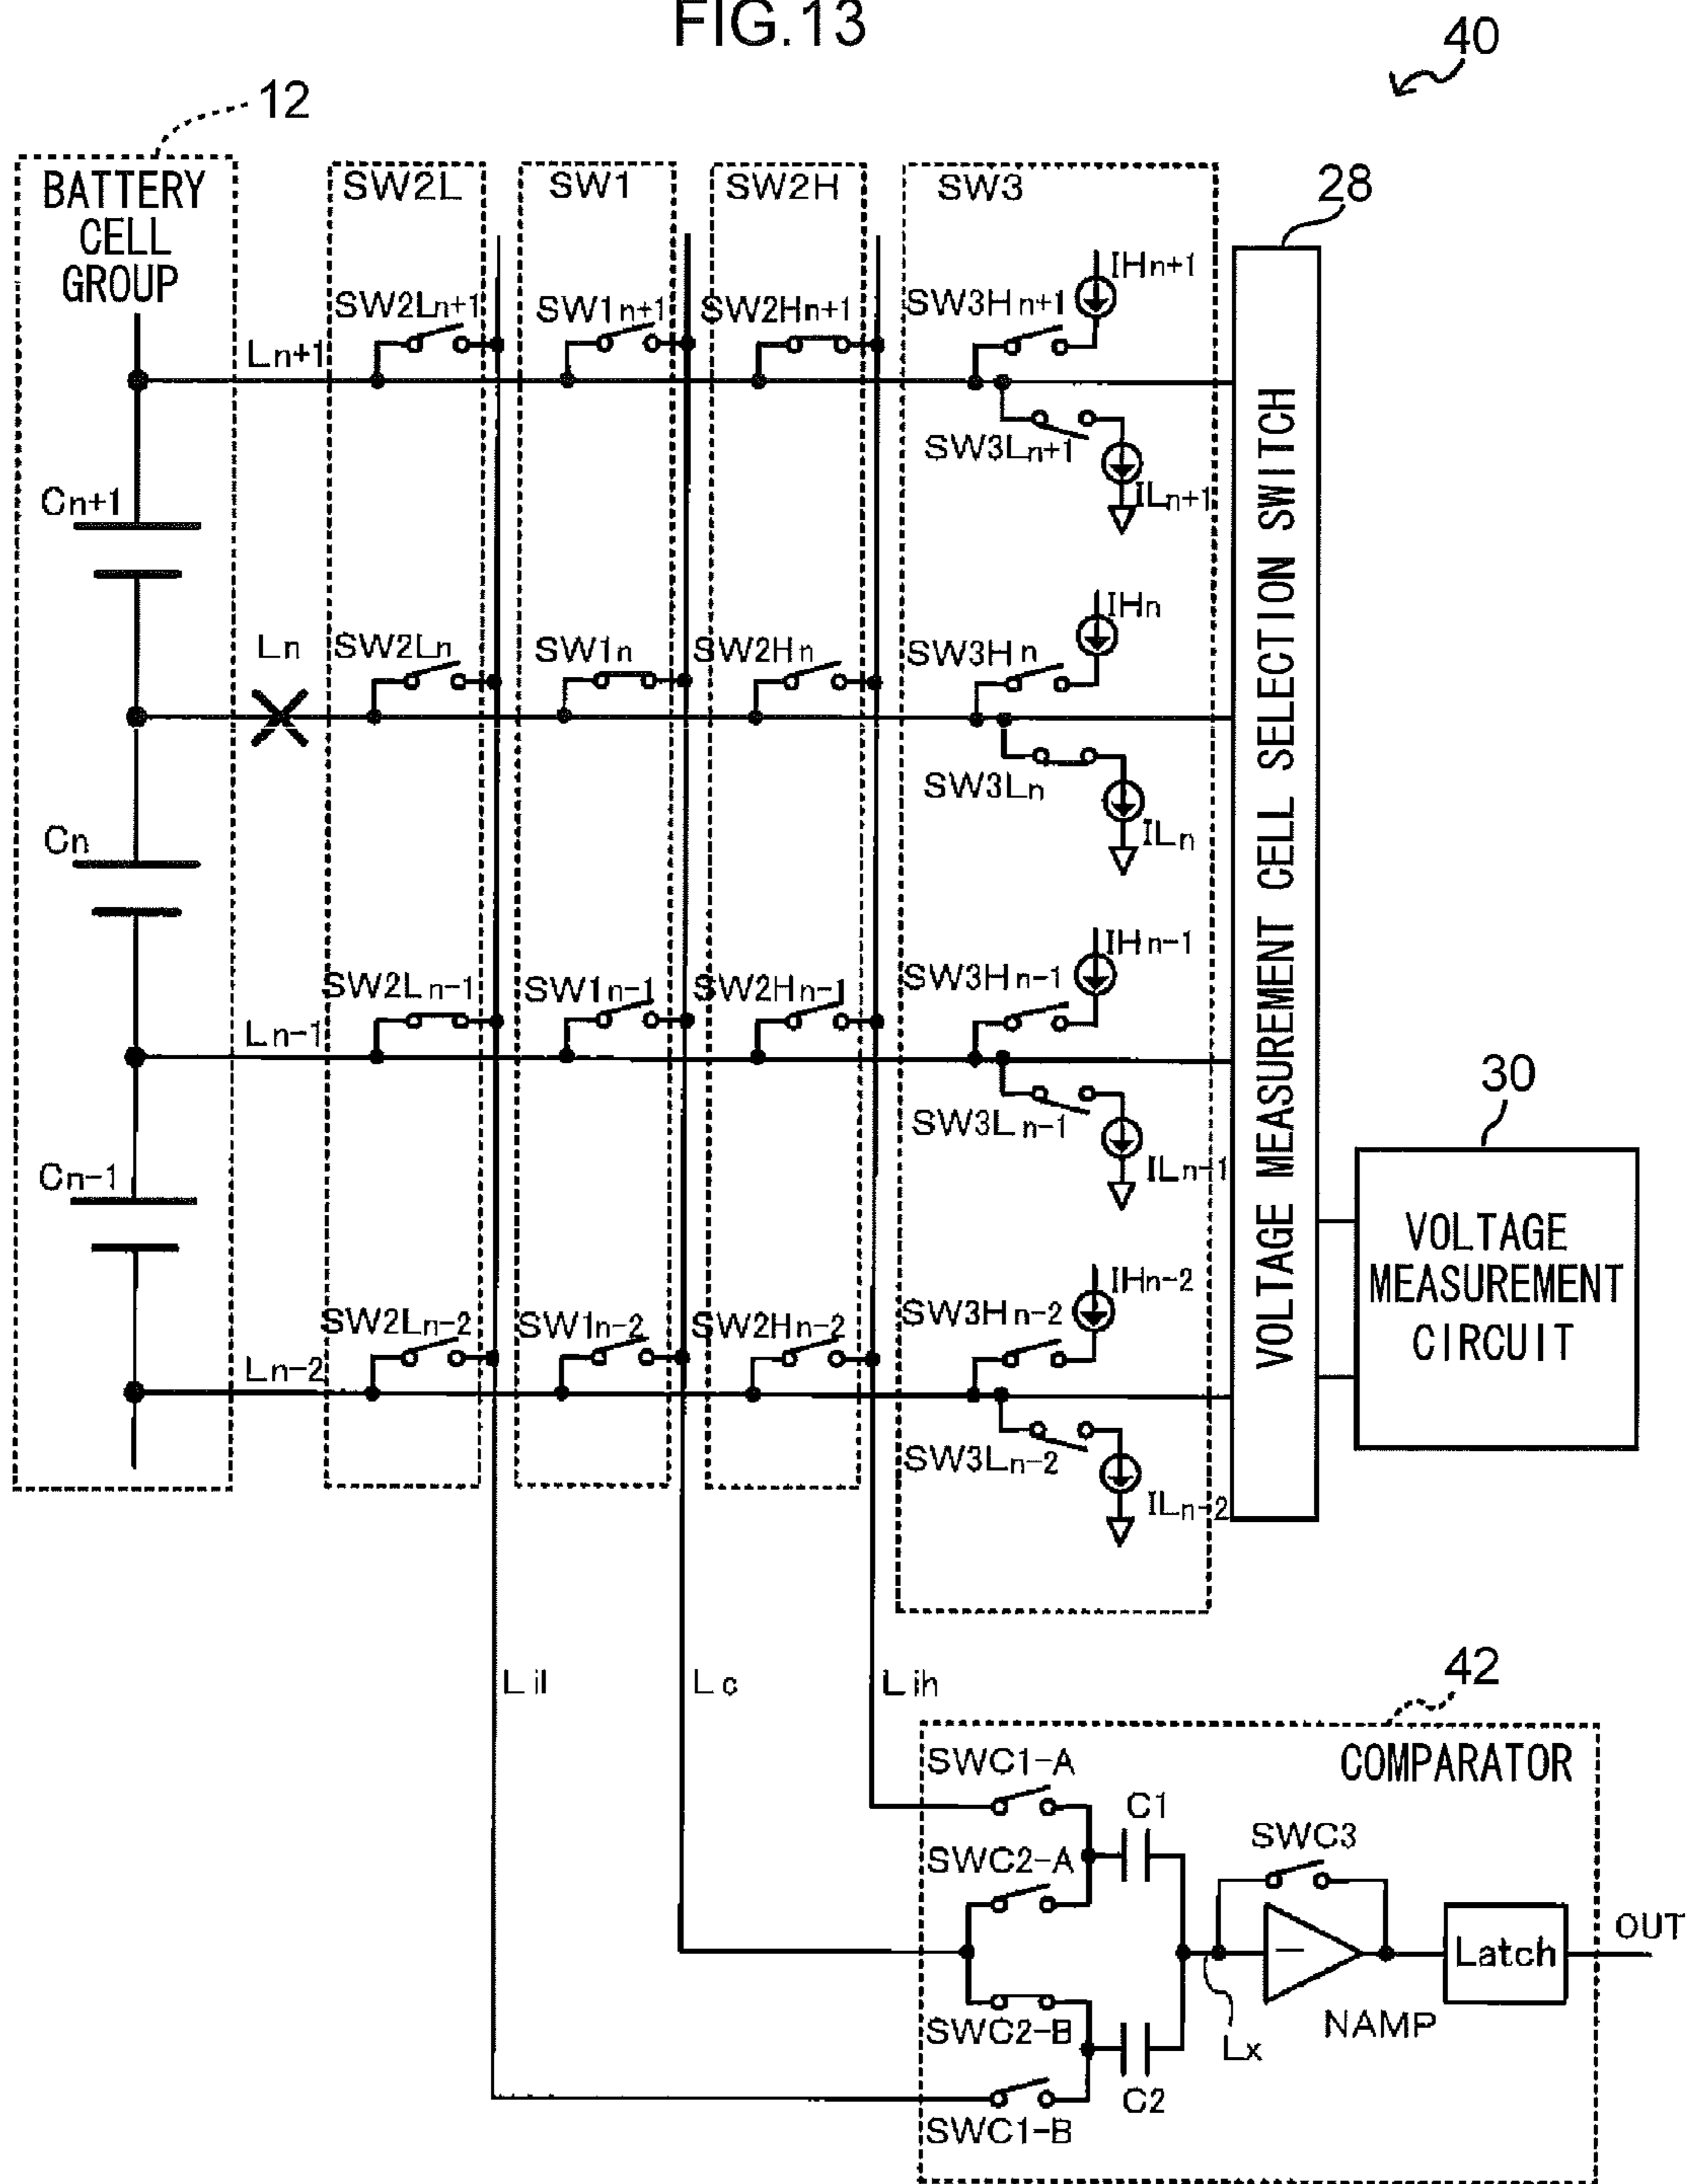 FIG.13
40
12
BATTERY
CELL
GROUP
SW2L
SW1
SW2H
SW3
28
SW2Ln+1
SW1n+1
SW2Hn+1
SW3Hn+1
IHn+1
Ln+1
SW3Ln+1
ILn+1
Cn+1
Ln
SW2Ln
SW1n
SW2Hn
SW3Hn
IHn
SW3Ln
ILn
Cn
VOLTAGE MEASUREMENT CELL SELECTION SWITCH
SW2Ln-1
SW1n-1
SW2Hn-1
SW3Hn-1
IHn-1
Ln-1
SW3Ln-1
ILn-1
Cn-1
30
VOLTAGE
MEASUREMENT
CIRCUIT
SW2Ln-2
SW1n-2
SW2Hn-2
SW3Hn-2
IHn-2
Ln-2
SW3Ln-2
ILn-2
Lil
Lc
Lih
42
COMPARATOR
SWC1-A
C1
SWC2-A
SWC3
OUT
Latch
SWC2-B
Lx
NAMP
C2
SWC1-B